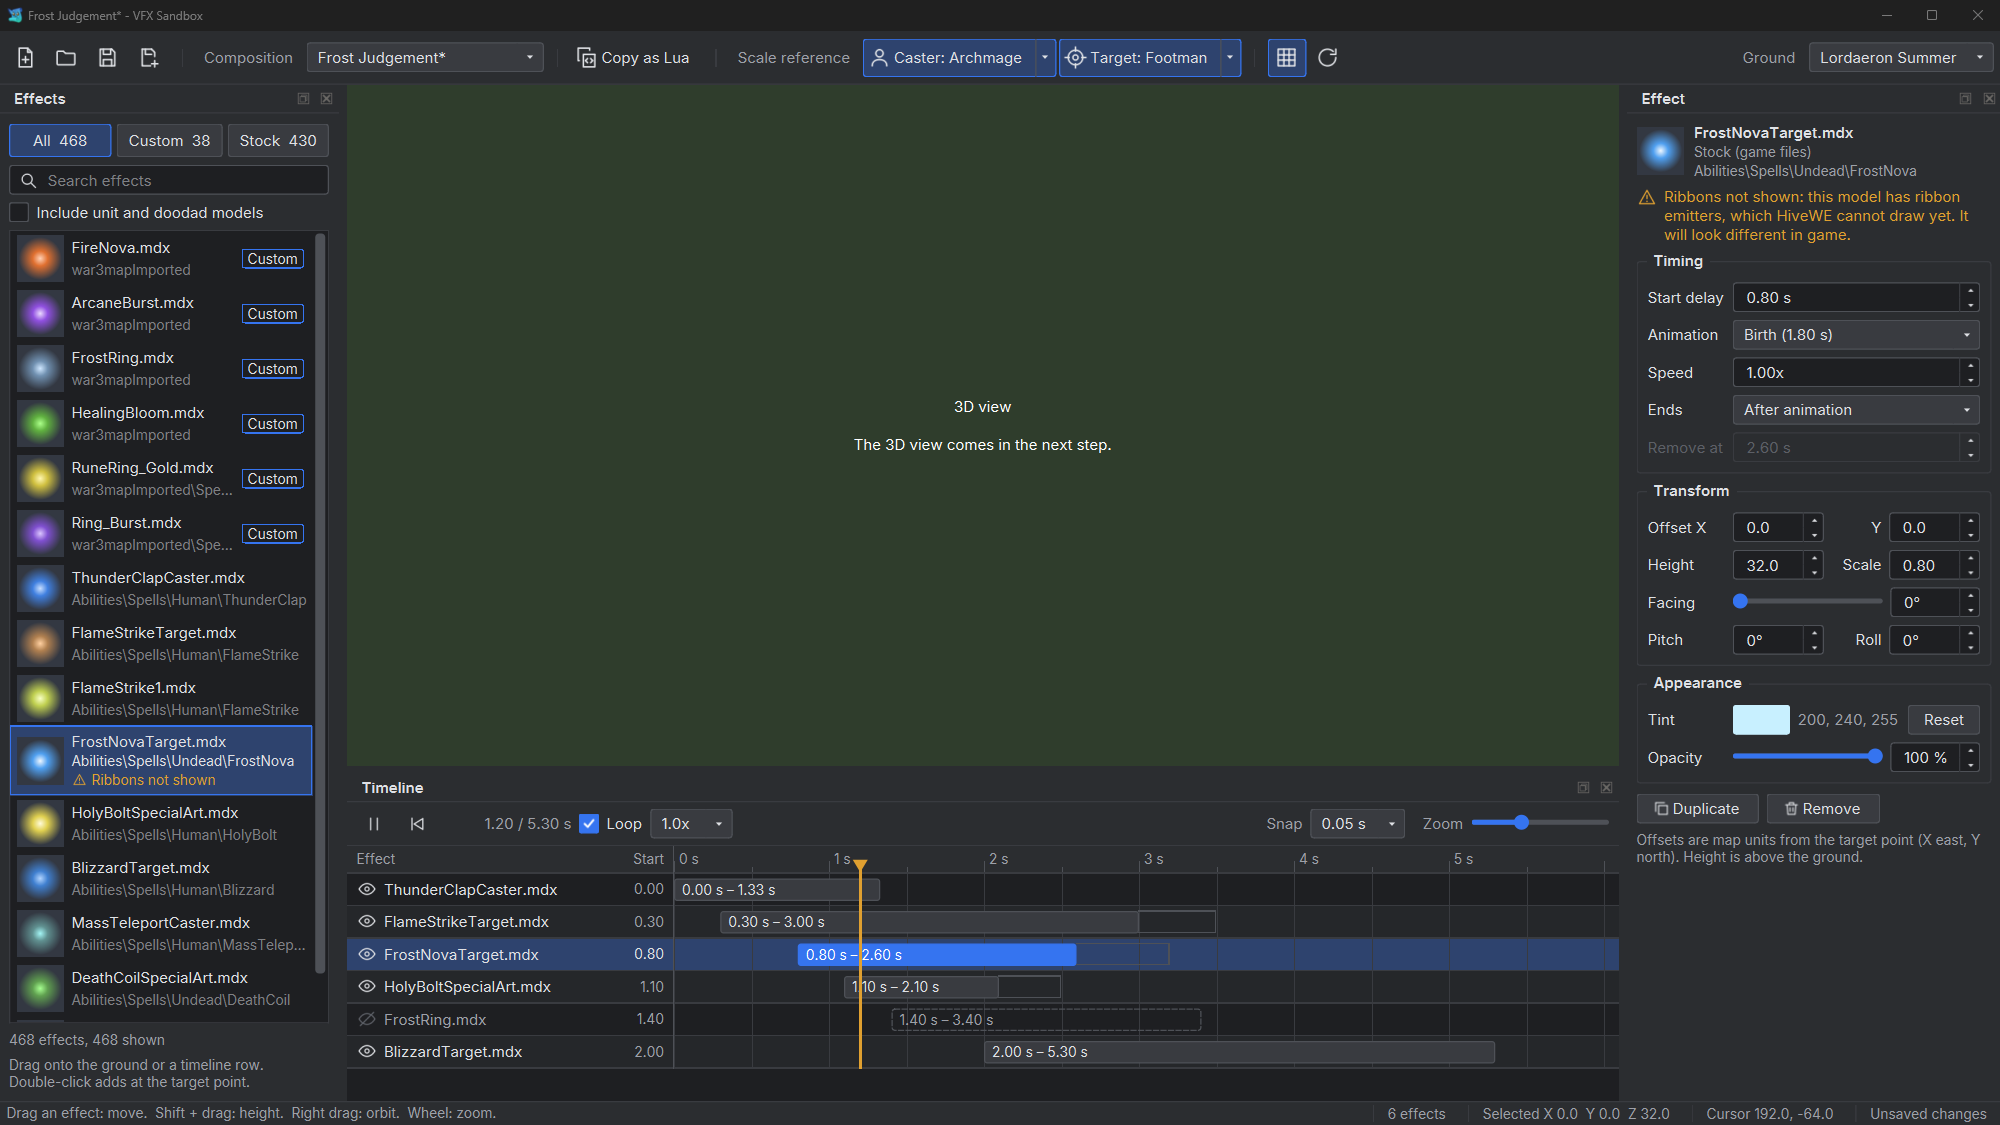 Frost Judgement* - VFX Sandbox
Composition
Frost Judgement*
Copy as Lua
Scale reference
Caster: Archmage
Target: Footman
Ground
Lordaeron Summer
Effects
All 468
Custom 38
Stock 430
Search effects
Include unit and doodad models
FireNova.mdx
war3mapImported
Custom
ArcaneBurst.mdx
war3mapImported
Custom
FrostRing.mdx
war3mapImported
Custom
HealingBloom.mdx
war3mapImported
Custom
RuneRing_Gold.mdx
war3mapImported\Spe...
Custom
Ring_Burst.mdx
war3mapImported\Spe...
Custom
ThunderClapCaster.mdx
Abilities\Spells\Human\ThunderClap
FlameStrikeTarget.mdx
Abilities\Spells\Human\FlameStrike
FlameStrike1.mdx
Abilities\Spells\Human\FlameStrike
FrostNovaTarget.mdx
Abilities\Spells\Undead\FrostNova
Ribbons not shown
HolyBoltSpecialArt.mdx
Abilities\Spells\Human\HolyBolt
BlizzardTarget.mdx
Abilities\Spells\Human\Blizzard
MassTeleportCaster.mdx
Abilities\Spells\Human\MassTelep...
DeathCoilSpecialArt.mdx
Abilities\Spells\Undead\DeathCoil
468 effects, 468 shown
Drag onto the ground or a timeline row.
Double-click adds at the target point.
3D view
The 3D view comes in the next step.
Timeline
1.20 / 5.30 s
Loop
1.0x
Snap
0.05 s
Zoom
Effect Start 0 s 1 s 2 s 3 s 4 s 5 s
ThunderClapCaster.mdx 0.00 0.00 s – 1.33 s
FlameStrikeTarget.mdx 0.30 0.30 s – 3.00 s
FrostNovaTarget.mdx 0.80 0.80 s – 2.60 s
HolyBoltSpecialArt.mdx 1.10 1.10 s – 2.10 s
FrostRing.mdx 1.40 1.40 s – 3.40 s
BlizzardTarget.mdx 2.00 2.00 s – 5.30 s
Effect
FrostNovaTarget.mdx
Stock (game files)
Abilities\Spells\Undead\FrostNova
Ribbons not shown: this model has ribbon
emitters, which HiveWE cannot draw yet. It
will look different in game.
Timing
Start delay 0.80 s
Animation Birth (1.80 s)
Speed 1.00x
Ends After animation
Remove at 2.60 s
Transform
Offset X 0.0 Y 0.0
Height 32.0 Scale 0.80
Facing 0°
Pitch 0° Roll 0°
Appearance
Tint 200, 240, 255 Reset
Opacity 100 %
Duplicate
Remove
Offsets are map units from the target point (X east, Y
north). Height is above the ground.
Drag an effect: move. Shift + drag: height. Right drag: orbit. Wheel: zoom.
6 effects
Selected X 0.0 Y 0.0 Z 32.0
Cursor 192.0, -64.0
Unsaved changes